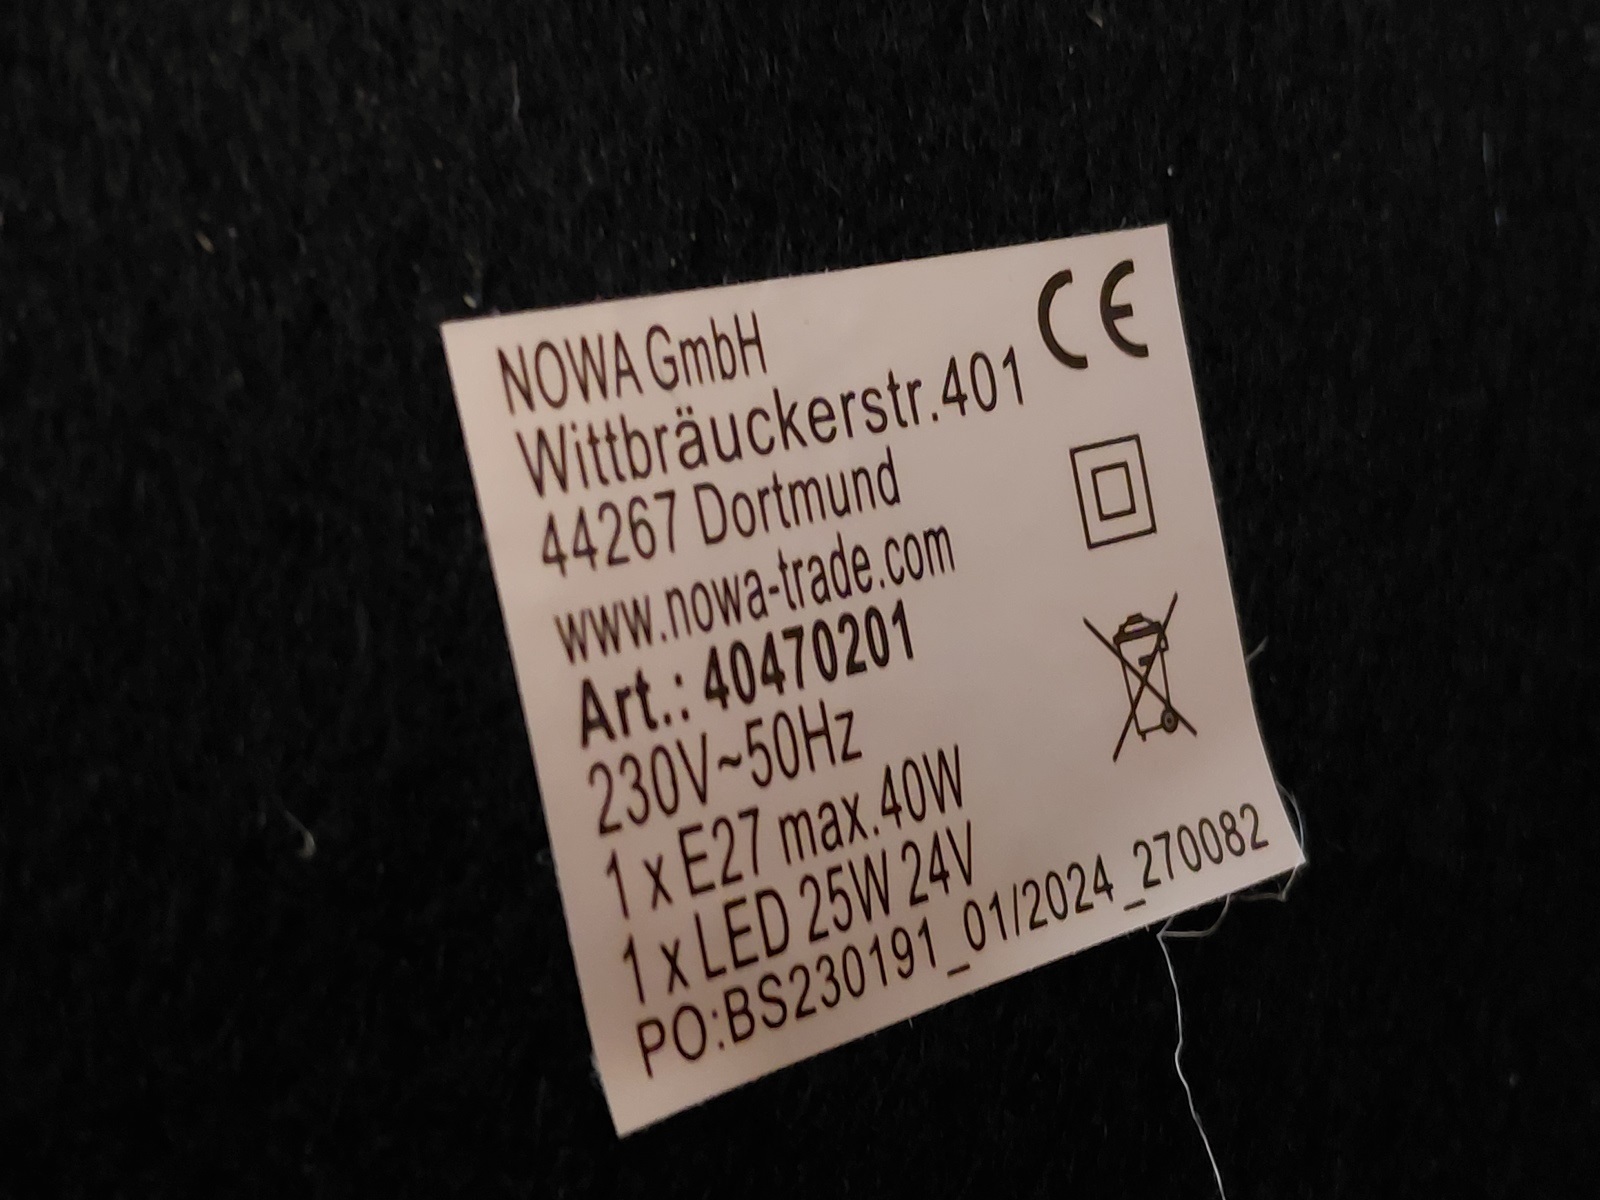 NOWA GmbH CE
Wittbräuckerstr.401
44267 Dortmund
www.nowa-trade.com
Art.: 40470201
230V~50Hz
1 x E27 max.40W
1 x LED 25W 24V
PO:BS230191_01/2024_270082